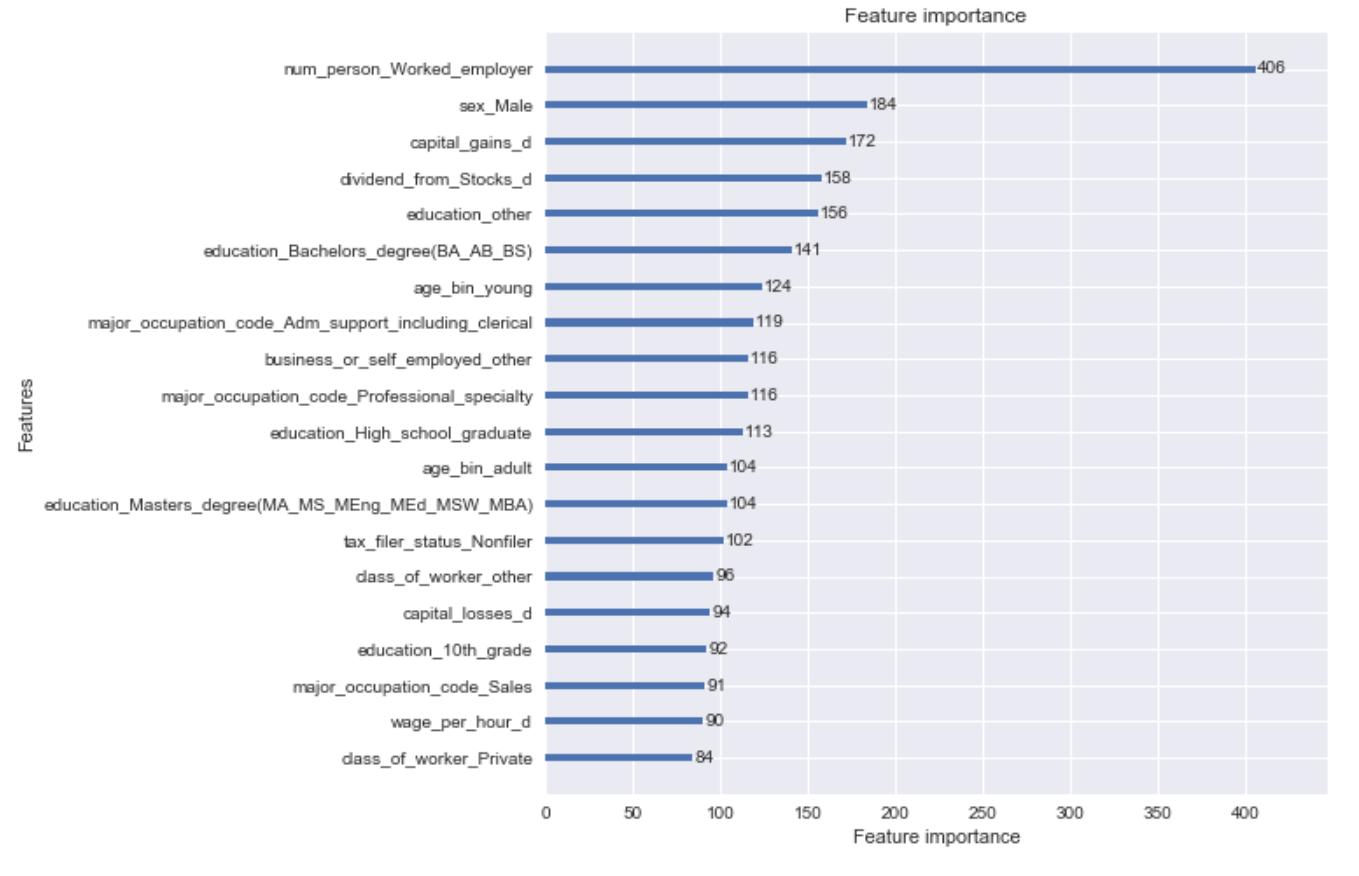 Feature importance
num_person_Worked_employer 406
sex_Male 184
capital_gains_d 172
dividend_from_Stocks_d 158
education_other 156
education_Bachelors_degree(BA_AB_BS) 141
age_bin_young 124
major_occupation_code_Adm_support_including_clerical 119
business_or_self_employed_other 116
major_occupation_code_Professional_specialty 116
education_High_school_graduate 113
age_bin_adult 104
education_Masters_degree(MA_MS_MEng_MEd_MSW_MBA) 104
tax_filer_status_Nonfiler 102
class_of_worker_other 96
capital_losses_d 94
education_10th_grade 92
major_occupation_code_Sales 91
wage_per_hour_d 90
class_of_worker_Private 84
Features
0 50 100 150 200 250 300 350 400
Feature importance